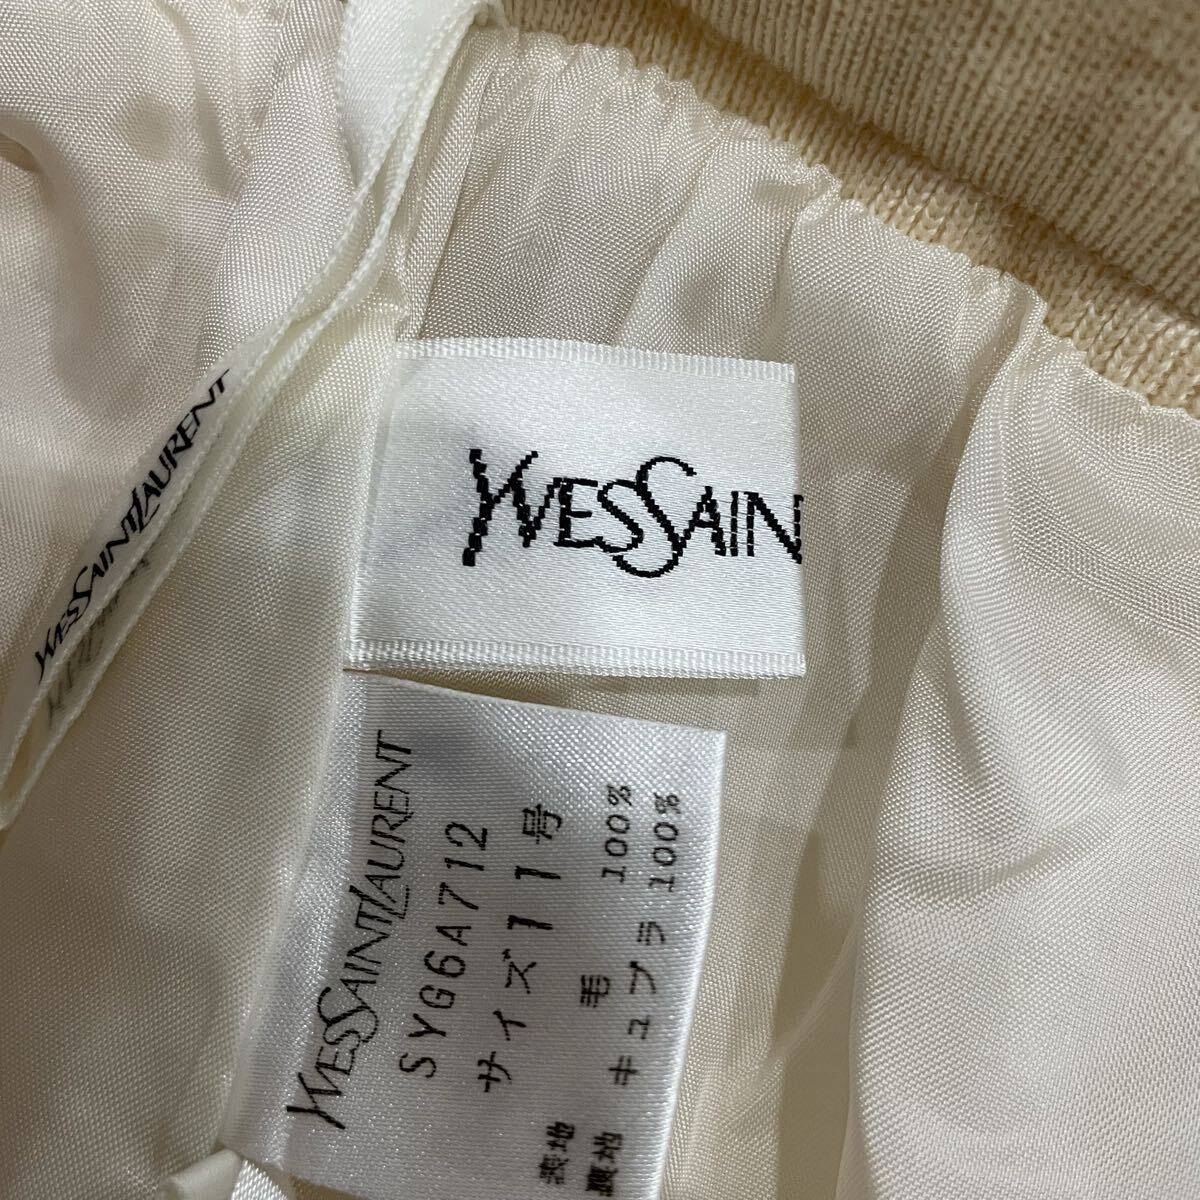 YVESSAINTLAURENT
YVESSAIN
YVESSAINTLAURENT
SYG6A712
サイズ11号
表地 毛 100%
裏地 キュプラ 100%